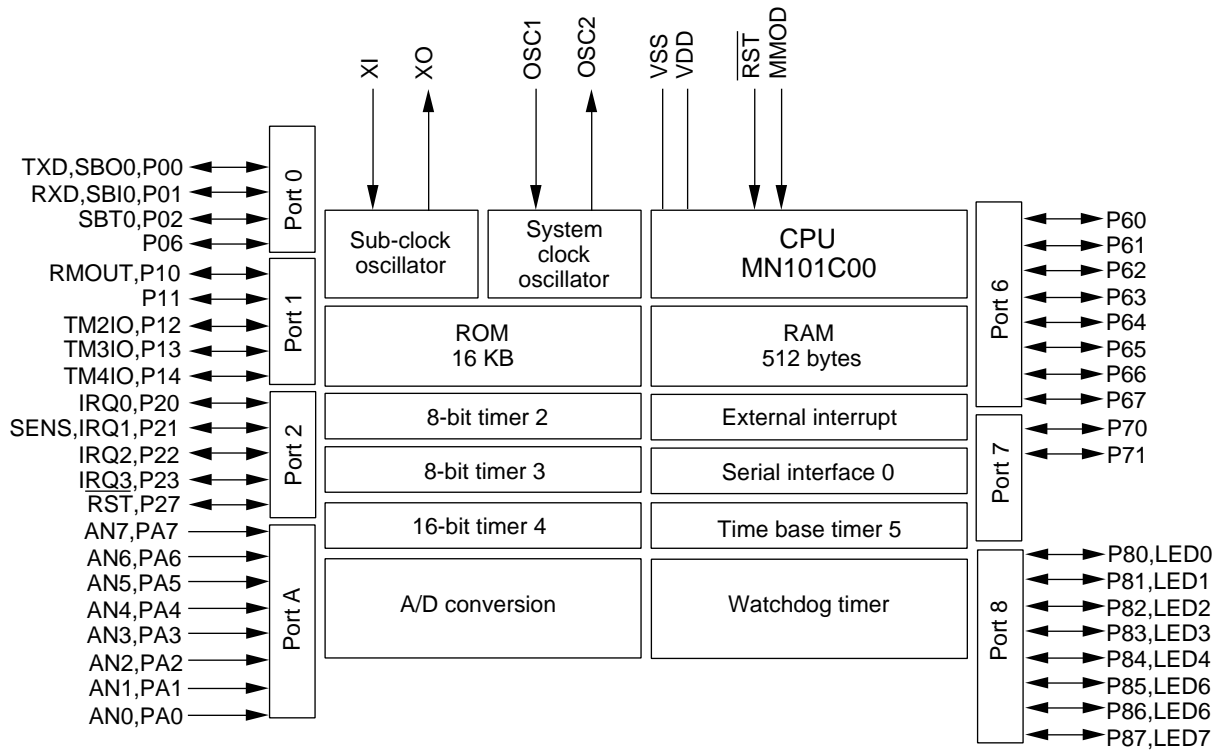 XI
XO
OSC1
OSC2
VSS
VDD
RST
MMOD
TXD,SBO0,P00
RXD,SBI0,P01
SBT0,P02
P06
Port 0
RMOUT,P10
P11
TM2IO,P12
TM3IO,P13
TM4IO,P14
Port 1
IRQ0,P20
SENS,IRQ1,P21
IRQ2,P22
IRQ3,P23
RST,P27
Port 2
AN7,PA7
AN6,PA6
AN5,PA5
AN4,PA4
AN3,PA3
AN2,PA2
AN1,PA1
AN0,PA0
Port A
Sub-clock
oscillator
System
clock
oscillator
CPU
MN101C00
ROM
16 KB
RAM
512 bytes
8-bit timer 2
External interrupt
8-bit timer 3
Serial interface 0
16-bit timer 4
Time base timer 5
A/D conversion
Watchdog timer
Port 6
P60
P61
P62
P63
P64
P65
P66
P67
Port 7
P70
P71
Port 8
P80,LED0
P81,LED1
P82,LED2
P83,LED3
P84,LED4
P85,LED6
P86,LED6
P87,LED7